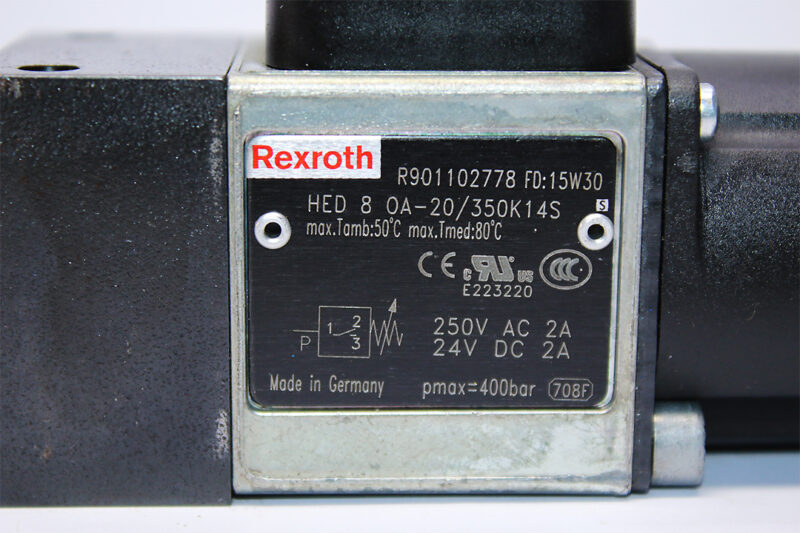 Rexroth
R901102778 FD:15W30
HED 8 OA-20/350K14S
S
max.Tamb:50°C max.Tmed:80°C
CE c RU us CCC
E223220
P 1 2 3
250V AC 2A
24V DC 2A
Made in Germany pmax=400bar 708F